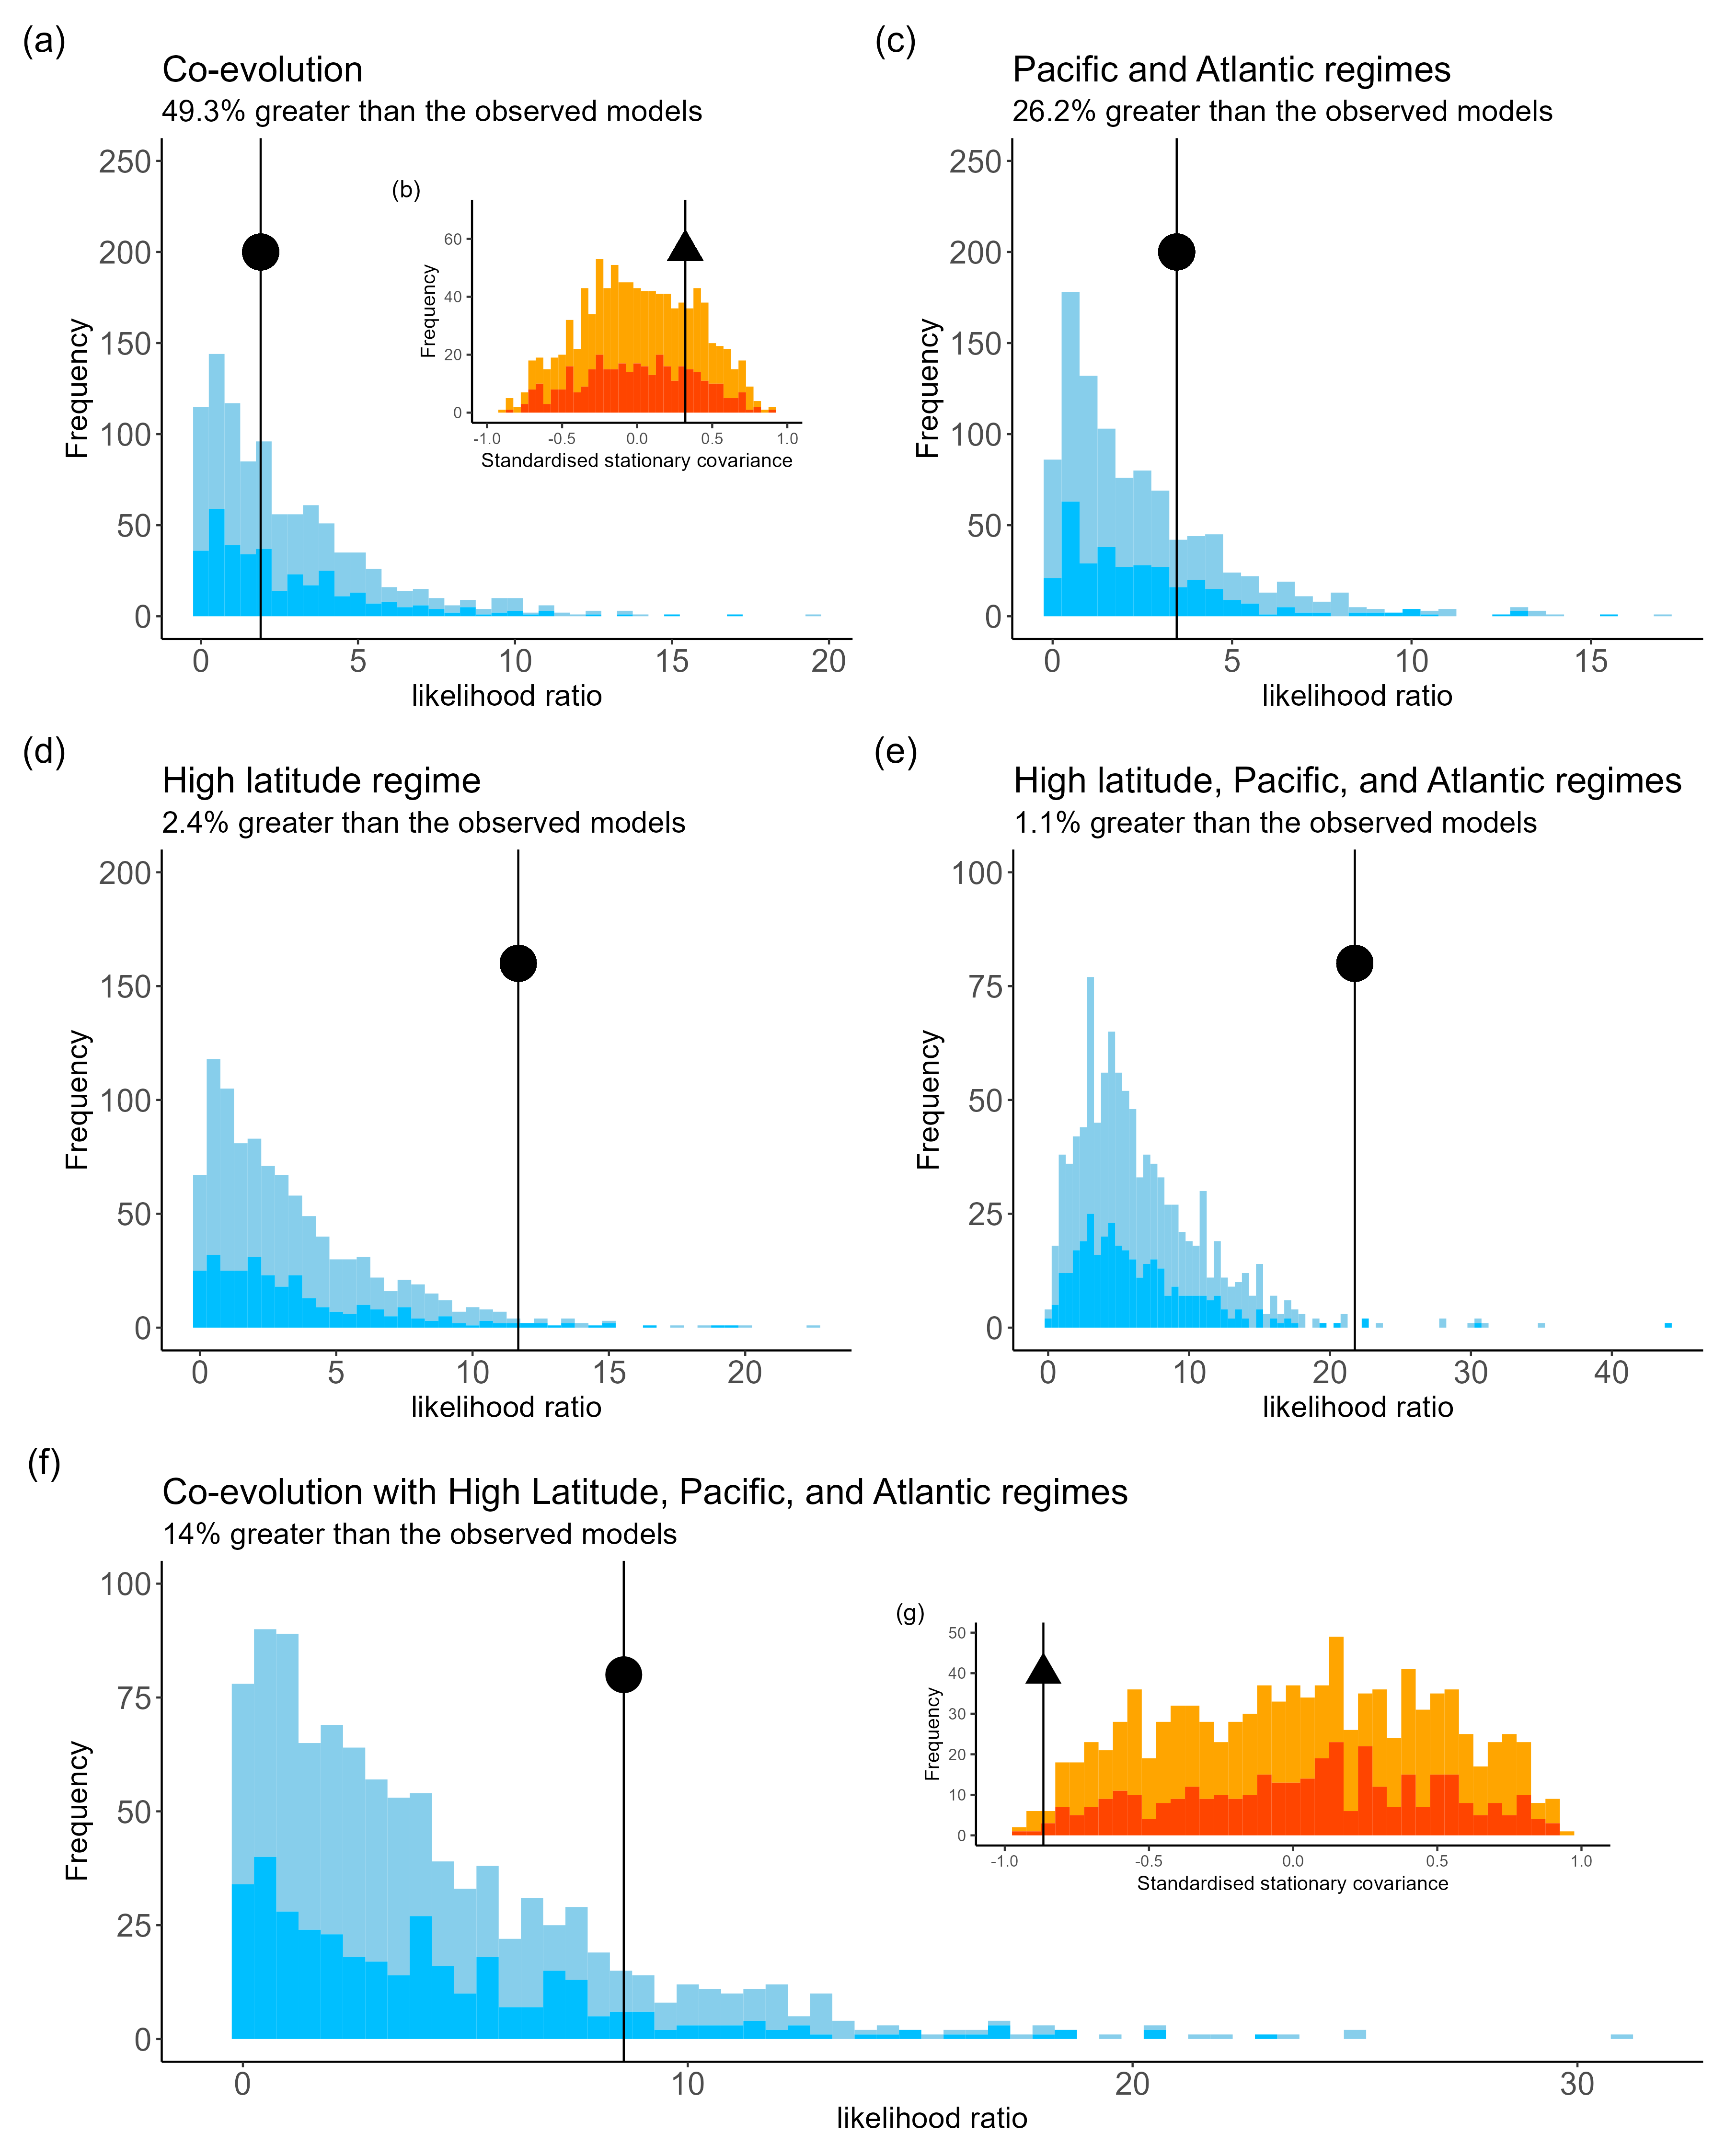 (a)
Co-evolution
49.3% greater than the observed models
250
200
150
100
50
0
Frequency
0 5 10 15 20
likelihood ratio
(b)
60
40
20
0
Frequency
-1.0 -0.5 0.0 0.5 1.0
Standardised stationary covariance
(c)
Pacific and Atlantic regimes
26.2% greater than the observed models
250
200
150
100
50
0
Frequency
0 5 10 15
likelihood ratio
(d)
High latitude regime
2.4% greater than the observed models
200
150
100
50
0
Frequency
0 5 10 15 20
likelihood ratio
(e)
High latitude, Pacific, and Atlantic regimes
1.1% greater than the observed models
100
75
50
25
0
Frequency
0 10 20 30 40
likelihood ratio
(f)
Co-evolution with High Latitude, Pacific, and Atlantic regimes
14% greater than the observed models
100
75
50
25
0
Frequency
0 10 20 30
likelihood ratio
(g)
50
40
30
20
10
0
Frequency
-1.0 -0.5 0.0 0.5 1.0
Standardised stationary covariance